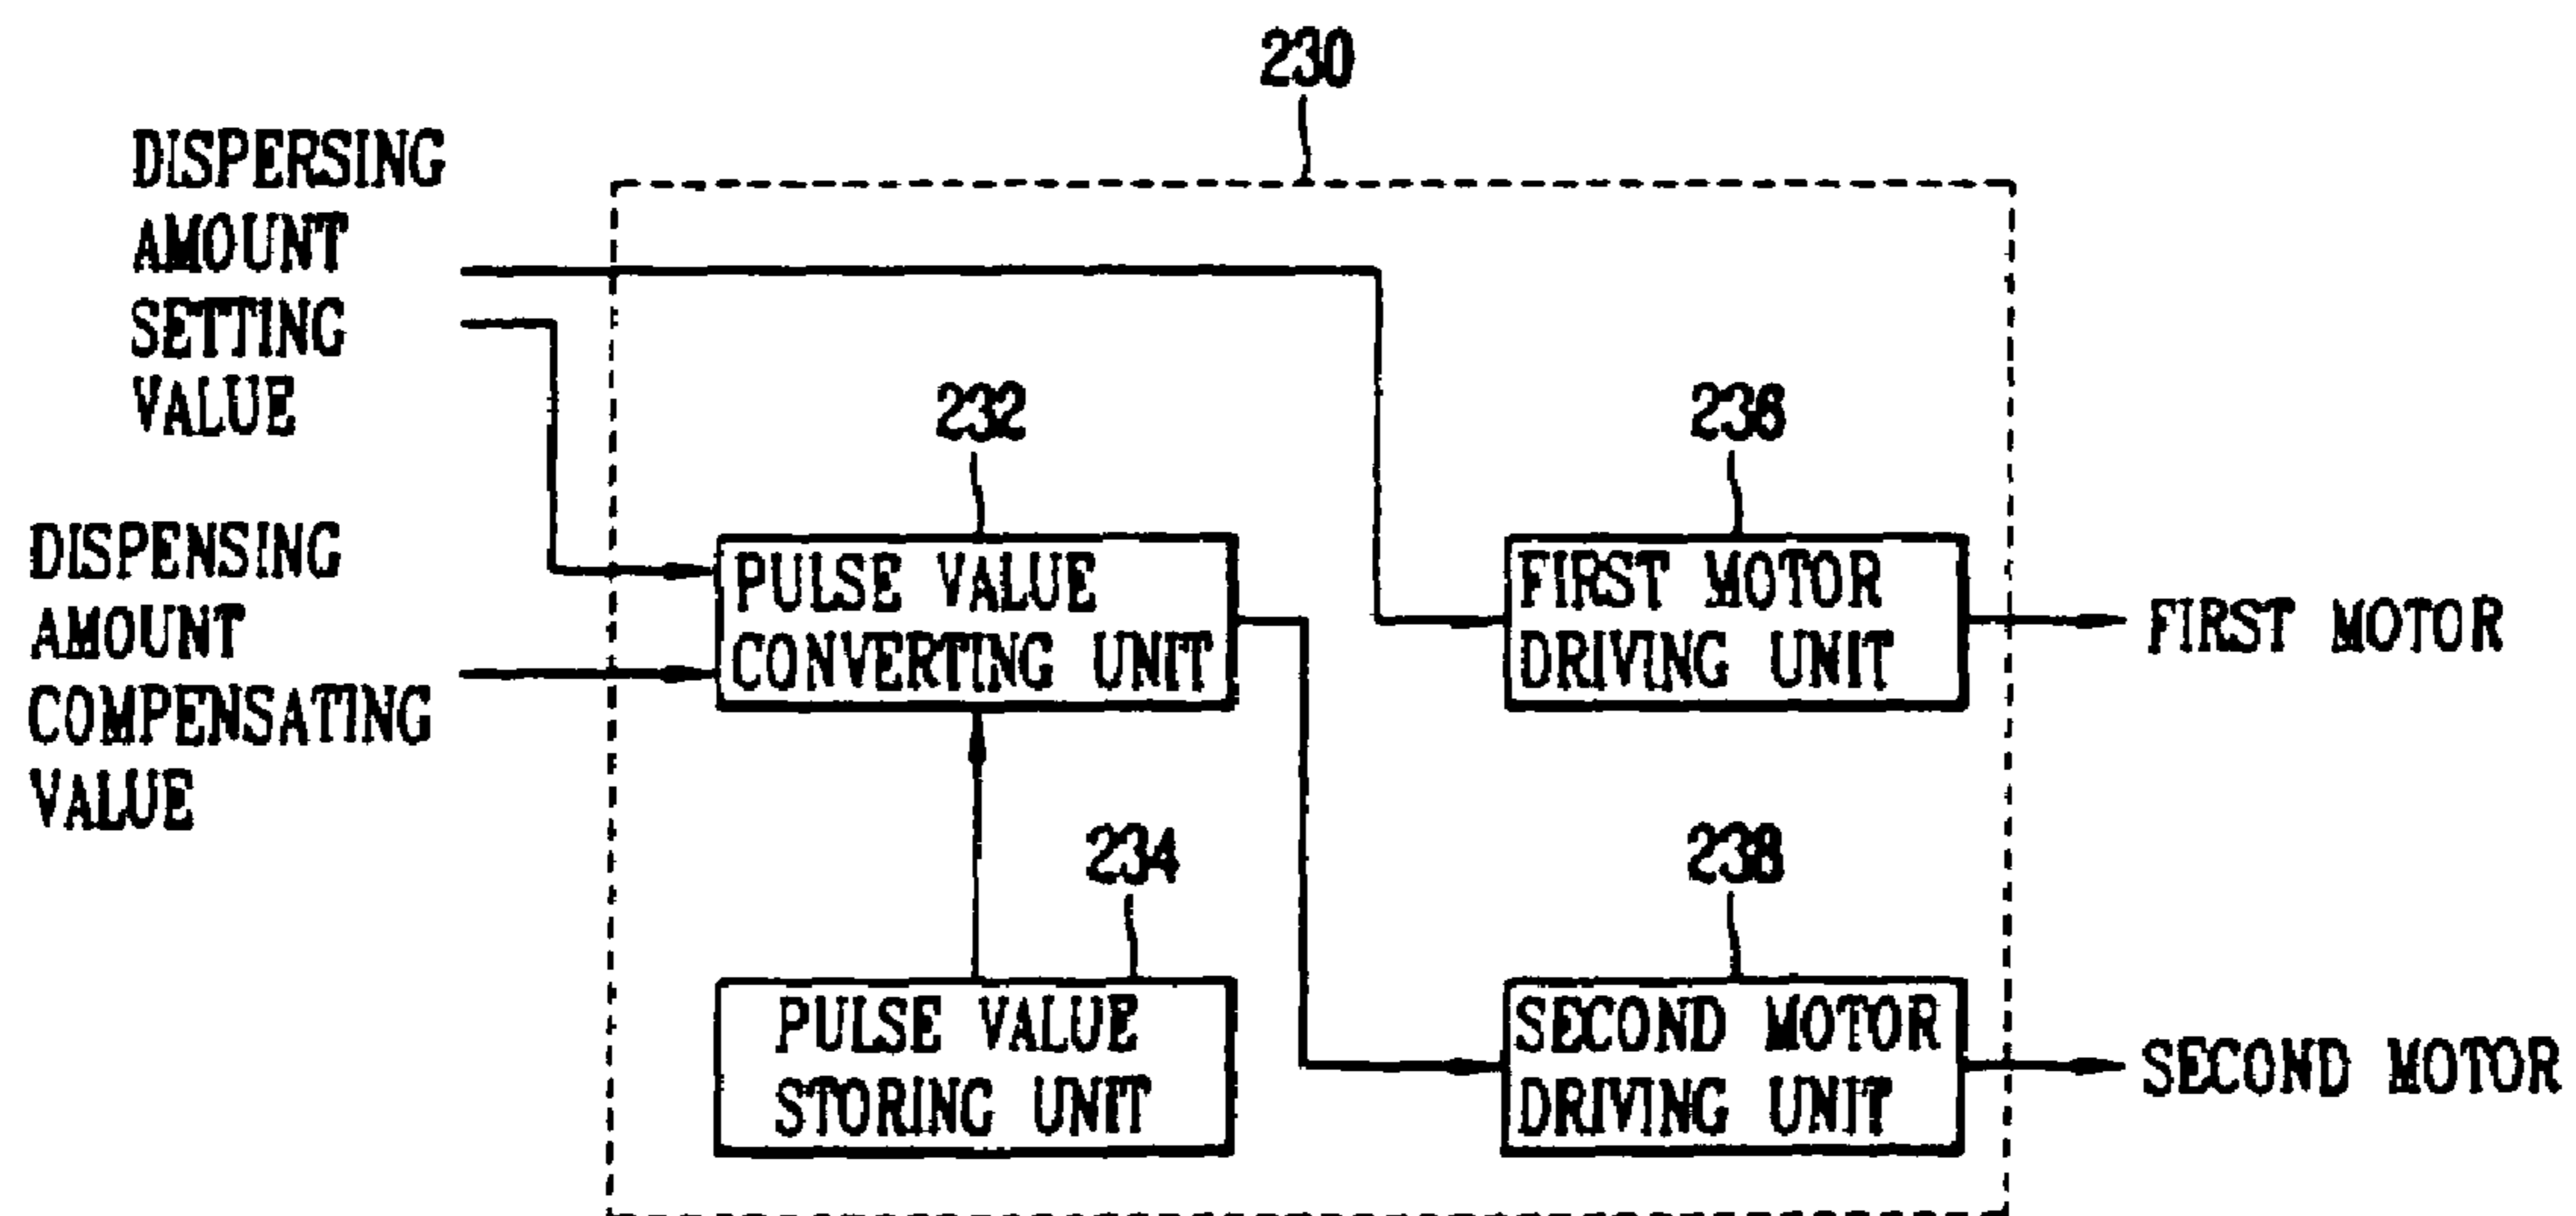 230
DISPERSING
AMOUNT
SETTING
VALUE
232
236
DISPENSING
AMOUNT
COMPENSATING
VALUE
PULSE VALUE
CONVERTING UNIT
FIRST MOTOR
DRIVING UNIT
FIRST MOTOR
234
238
PULSE VALUE
STORING UNIT
SECOND MOTOR
DRIVING UNIT
SECOND MOTOR